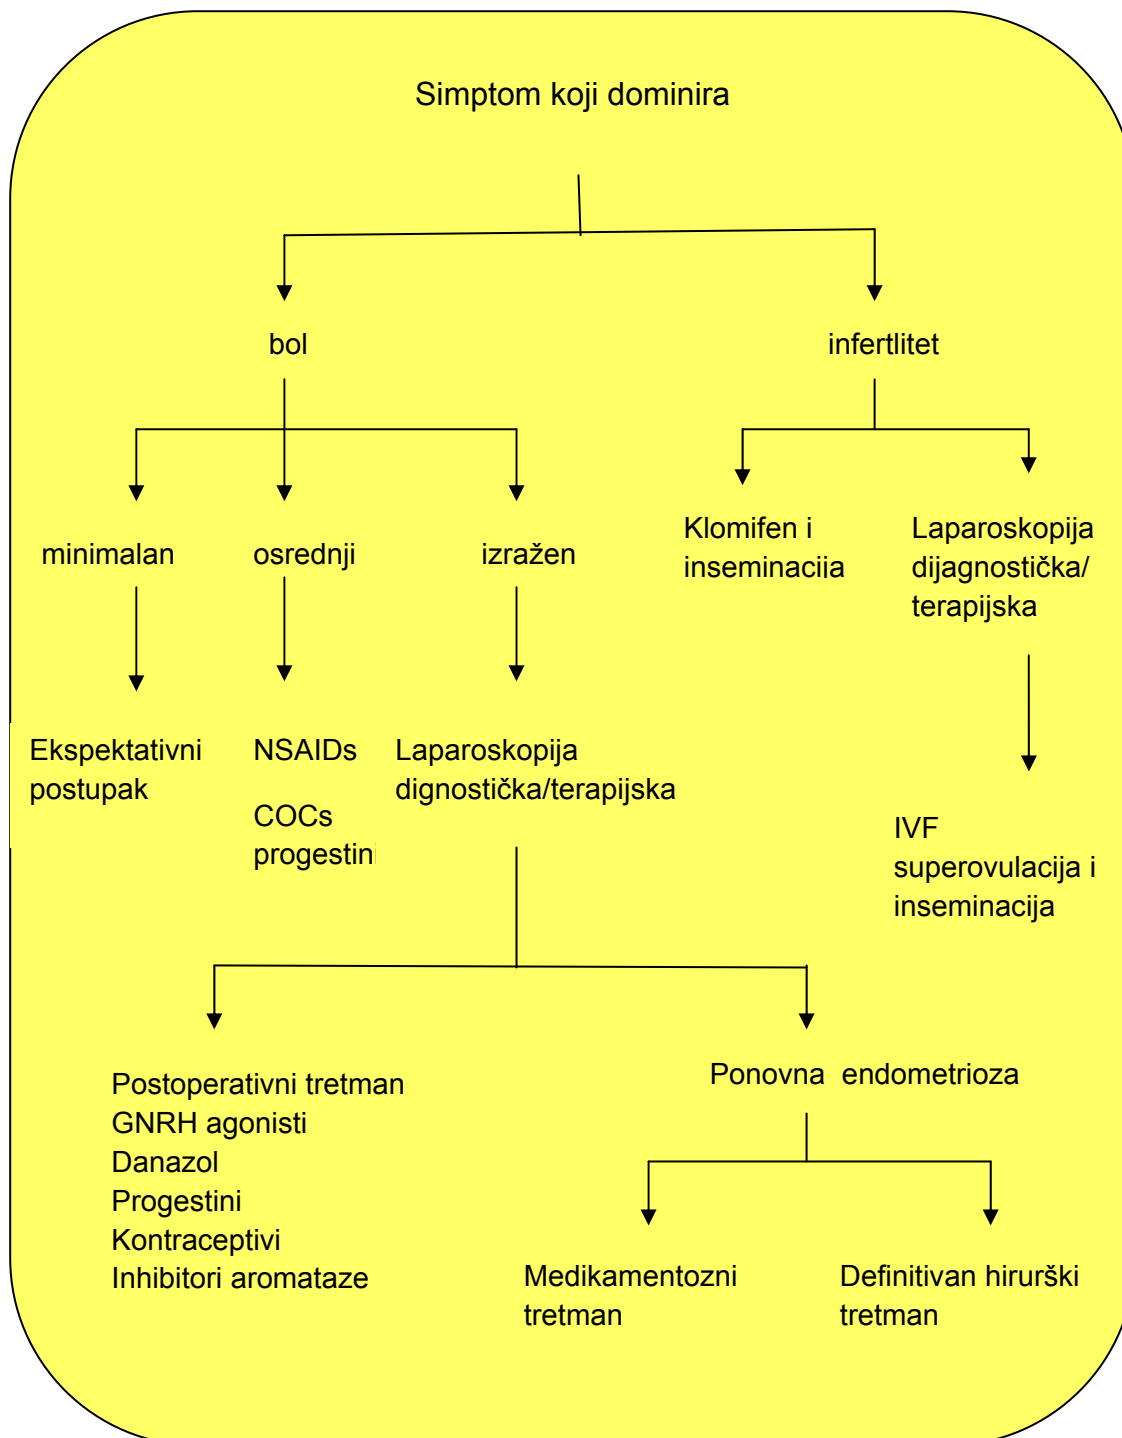 Simptom koji dominira
bol
infertlitet
minimalan
osrednji
izražen
Klomifen i
inseminacija
Laparoskopija
dijagnostička/
terapijska
Ekspektativni
postupak
NSAIDs
COCs
progestini
Laparoskopija
dignostička/terapijska
IVF
superovulacija i
inseminacija
Postoperativni tretman
GNRH agonisti
Danazol
Progestini
Kontraceptivi
Inhibitori aromataze
Ponovna endometrioza
Medikamentozni
tretman
Definitivan hirurški
tretman